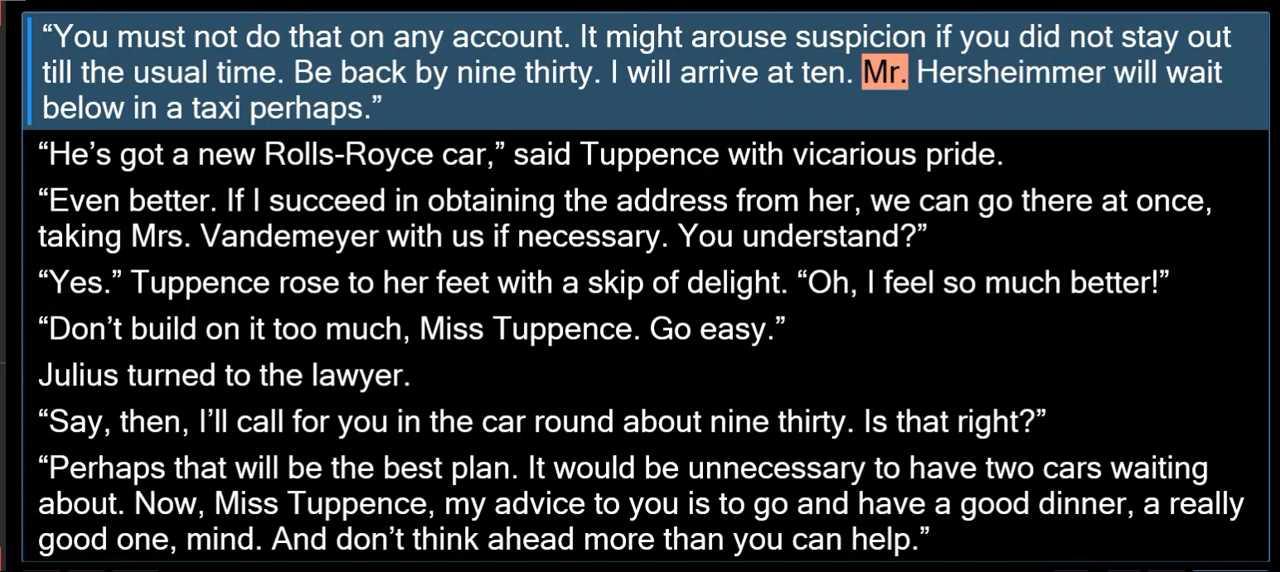 “You must not do that on any account. It might arouse suspicion if you did not stay out
till the usual time. Be back by nine thirty. I will arrive at ten. Mr. Hersheimmer will wait
below in a taxi perhaps.”
“He’s got a new Rolls-Royce car,” said Tuppence with vicarious pride.
“Even better. If I succeed in obtaining the address from her, we can go there at once,
taking Mrs. Vandemeyer with us if necessary. You understand?”
“Yes.” Tuppence rose to her feet with a skip of delight. “Oh, I feel so much better!”
“Don’t build on it too much, Miss Tuppence. Go easy.”
Julius turned to the lawyer.
“Say, then, I’ll call for you in the car round about nine thirty. Is that right?”
“Perhaps that will be the best plan. It would be unnecessary to have two cars waiting
about. Now, Miss Tuppence, my advice to you is to go and have a good dinner, a really
good one, mind. And don’t think ahead more than you can help.”